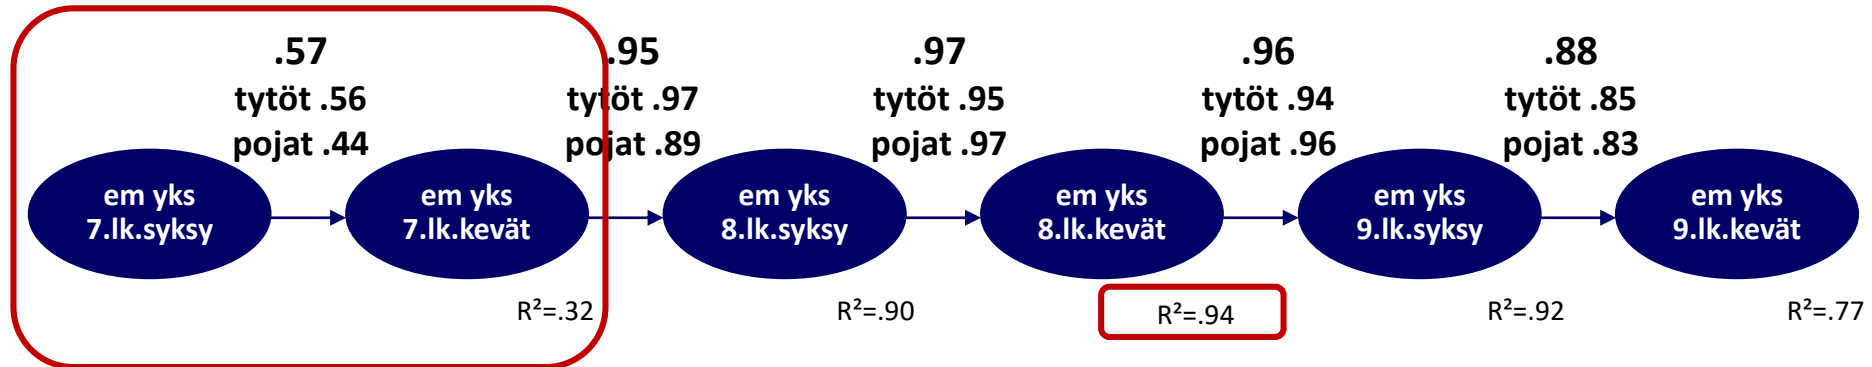 .57
tytöt .56
pojat .44
.95
tytöt .97
pojat .89
.97
tytöt .95
pojat .97
.96
tytöt .94
pojat .96
.88
tytöt .85
pojat .83
em yks
7.lk.syksy
em yks
7.lk.kevät
em yks
8.lk.syksy
em yks
8.lk.kevät
em yks
9.lk.syksy
em yks
9.lk.kevät
R²=.32
R²=.90
R²=.94
R²=.92
R²=.77